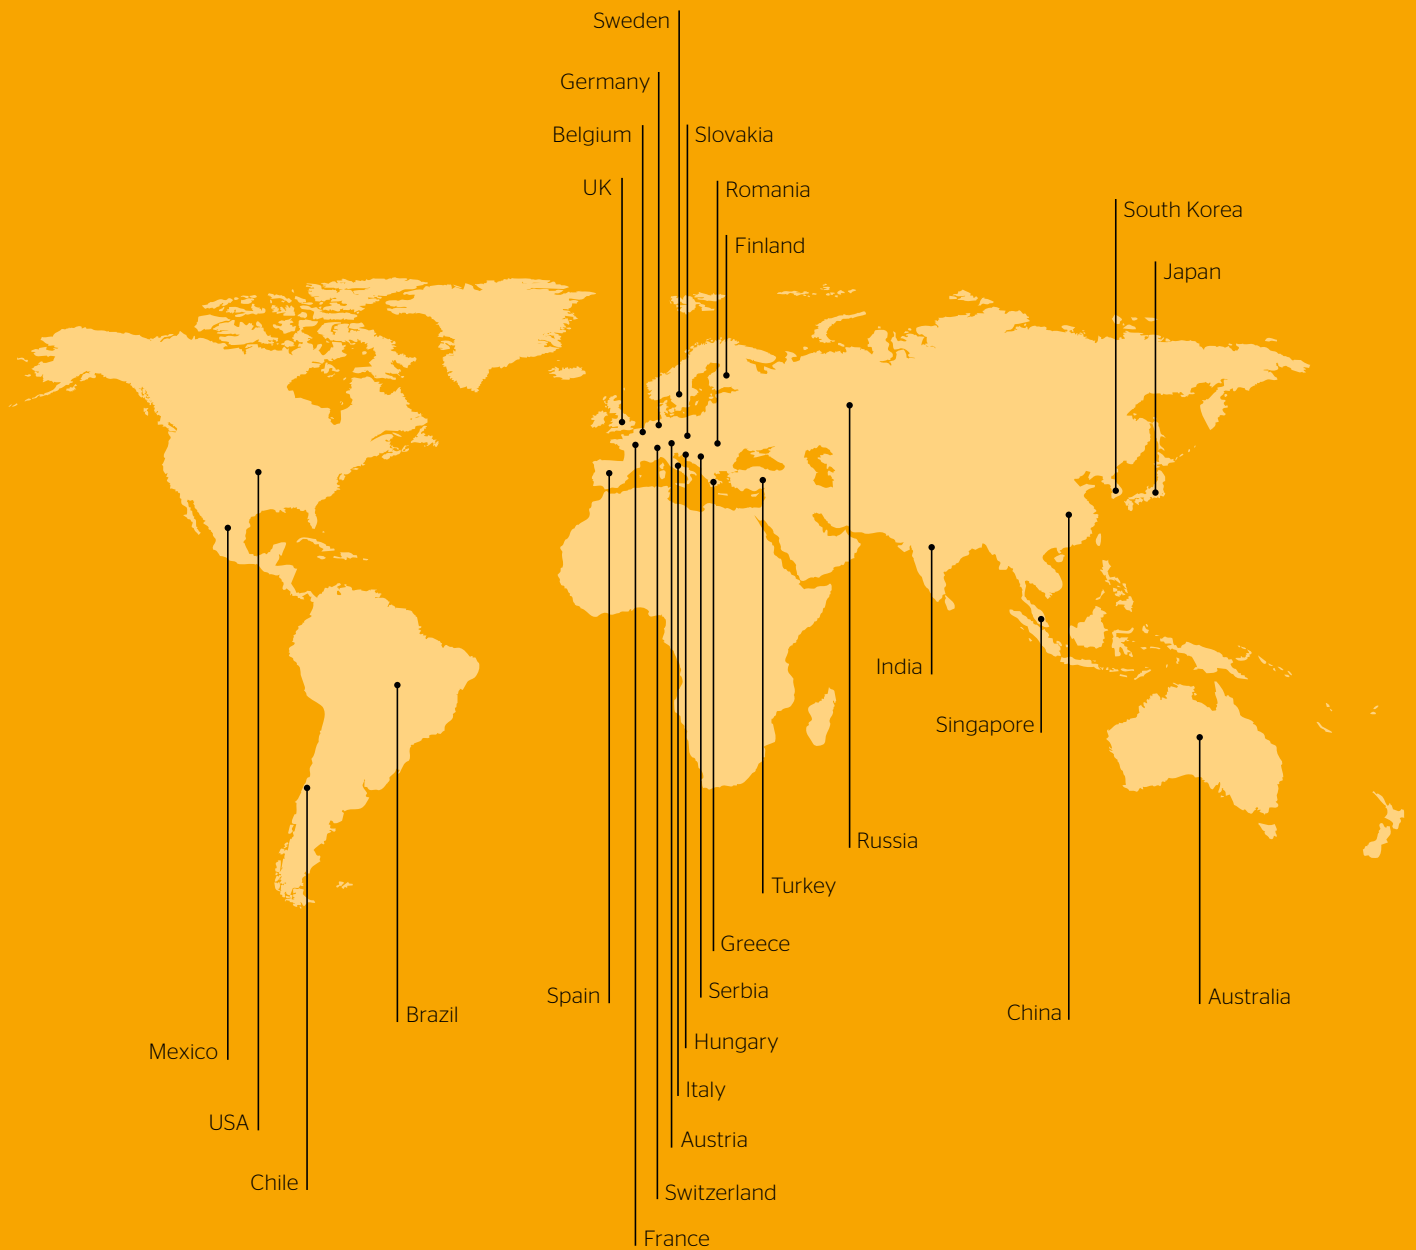 Sweden
Germany
Belgium
Slovakia
UK
Romania
South Korea
Finland
Japan
India
Singapore
Russia
Turkey
Greece
Spain
Serbia
Australia
China
Brazil
Hungary
Mexico
Italy
USA
Austria
Chile
Switzerland
France